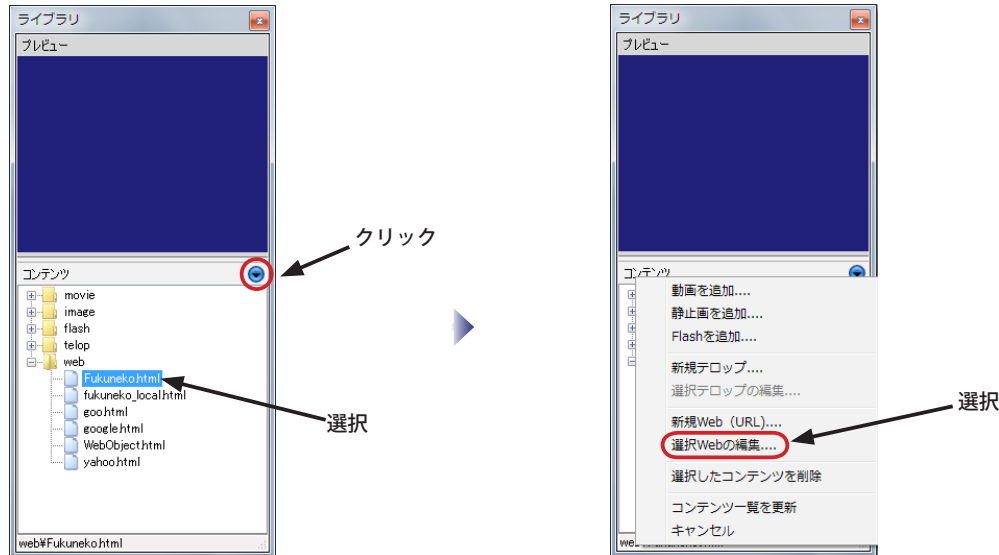 ライブラリ
プレビュー
クリック
コンテンツ
movie
image
flash
telop
web
Fukuneko.html
fukuneko_local.html
goo.html
google.html
WebObject.html
yahoo.html
選択
web¥Fukuneko.html
ライブラリ
プレビュー
コンテンツ
動画を追加....
静止画を追加....
Flashを追加....
新規テロップ....
選択テロップの編集....
新規Web（URL)....
選択Webの編集....
選択したコンテンツを削除
コンテンツ一覧を更新
キャンセル
選択